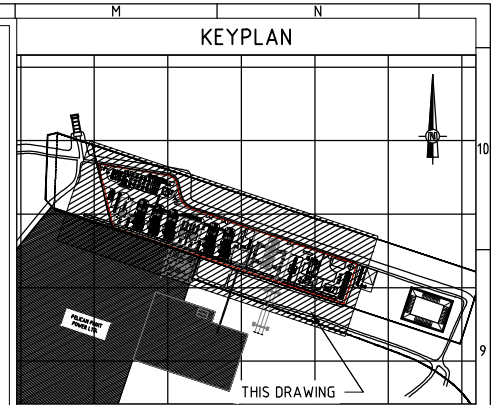 M
N
KEYPLAN
10
N
PELICAN POINT
POWER LTD.
9
THIS DRAWING